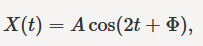 X(t) = A cos(2t + Φ),